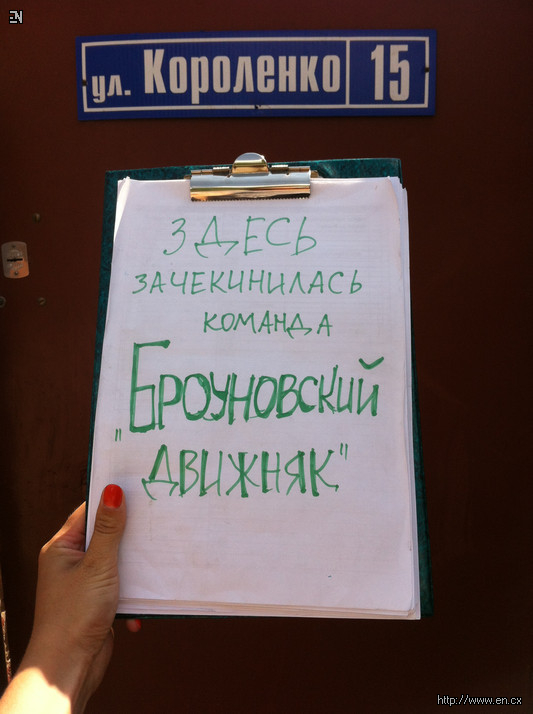 EN
ул. Короленко 15
ЗДЕСЬ
ЗАЧЕКИНИЛАСЬ
КОМАНДА
"БРОУНОВСКИЙ
ДВИЖНЯК"
http://www.en.cx